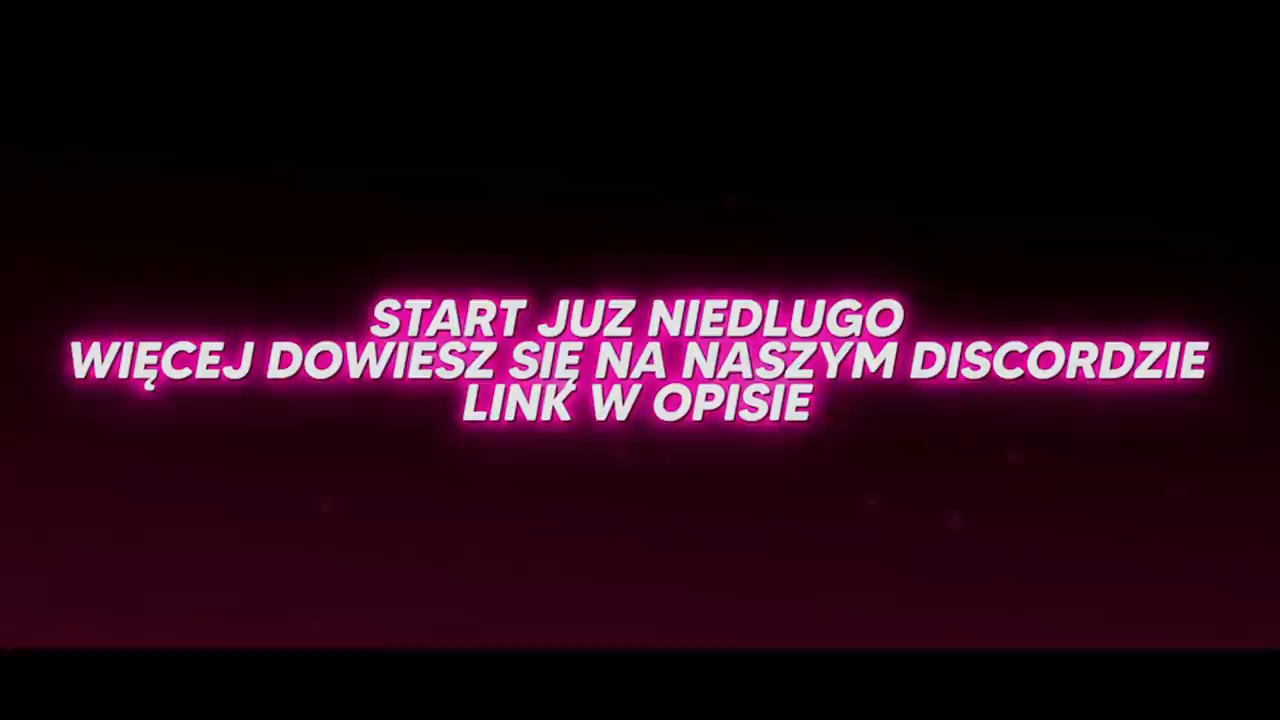 START JUZ NIEDLUGO
WIĘCEJ DOWIESZ SIĘ NA NASZYM DISCORDZIE
LINK W OPISIE